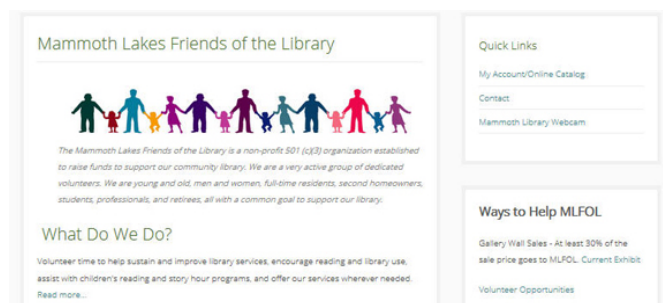 Mammoth Lakes Friends of the Library
The Mammoth Lakes Friends of the Library is a non-profit 501 (c)(3) organization established
to raise funds to support our community library. We are a very active group of dedicated
volunteers. We are young and old, men and women, full-time residents, second homeowners,
students, professionals, and retirees, all with a common goal to support our library.
What Do We Do?
Volunteer time to help sustain and improve library services, encourage reading and library use,
assist with children's reading and story hour programs, and offer our services wherever needed.
Read more...
Quick Links
My Account/Online Catalog
Contact
Mammoth Library Webcam
Ways to Help MLFOL
Gallery Wall Sales - At least 30% of the
sale price goes to MLFOL. Current Exhibit
Volunteer Opportunities